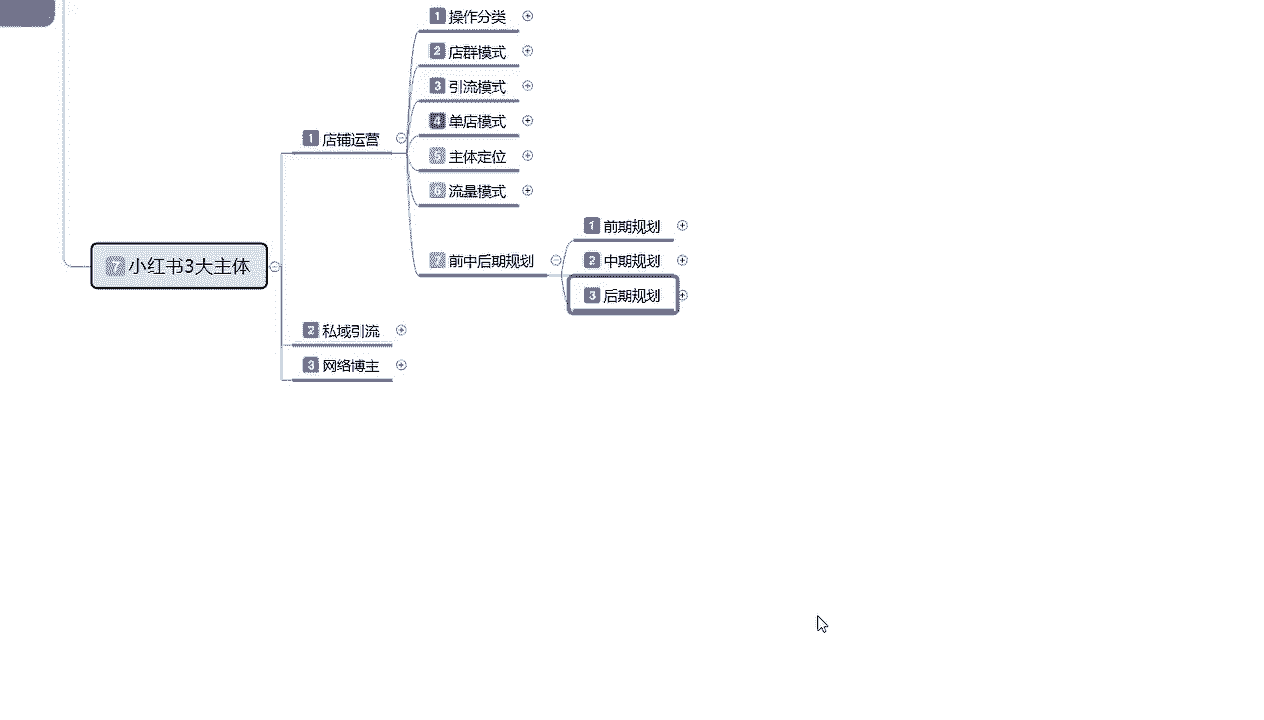 7 小红书3大主体
1 店铺运营
1 操作分类
2 店群模式
3 引流模式
4 单店模式
5 主体定位
6 流量模式
7 前中后期规划
1 前期规划
2 中期规划
3 后期规划
2 私域引流
3 网络博主